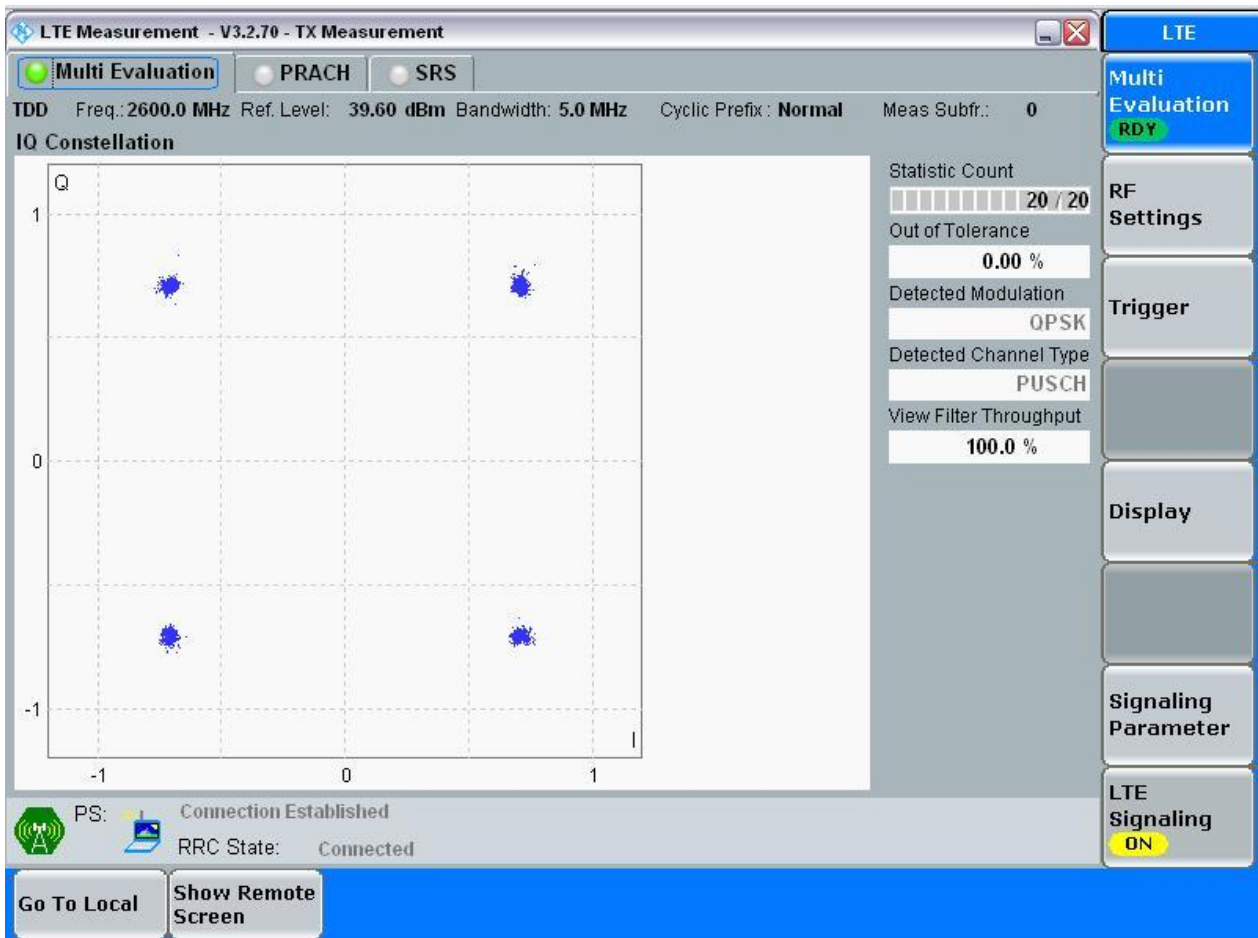 LTE Measurement - V3.2.70 - TX Measurement
LTE
Multi Evaluation PRACH SRS
TDD Freq.: 2600.0 MHz Ref. Level: 39.60 dBm Bandwidth: 5.0 MHz Cyclic Prefix : Normal Meas Subfr.: 0
IQ Constellation
Q
1
0
-1
I
-1 0 1
Statistic Count
20 / 20
Out of Tolerance
0.00 %
Detected Modulation
QPSK
Detected Channel Type
PUSCH
View Filter Throughput
100.0 %
Multi
Evaluation
RDY
RF
Settings
Trigger
Display
Signaling
Parameter
LTE
Signaling
ON
PS: Connection Established
RRC State: Connected
Go To Local
Show Remote
Screen